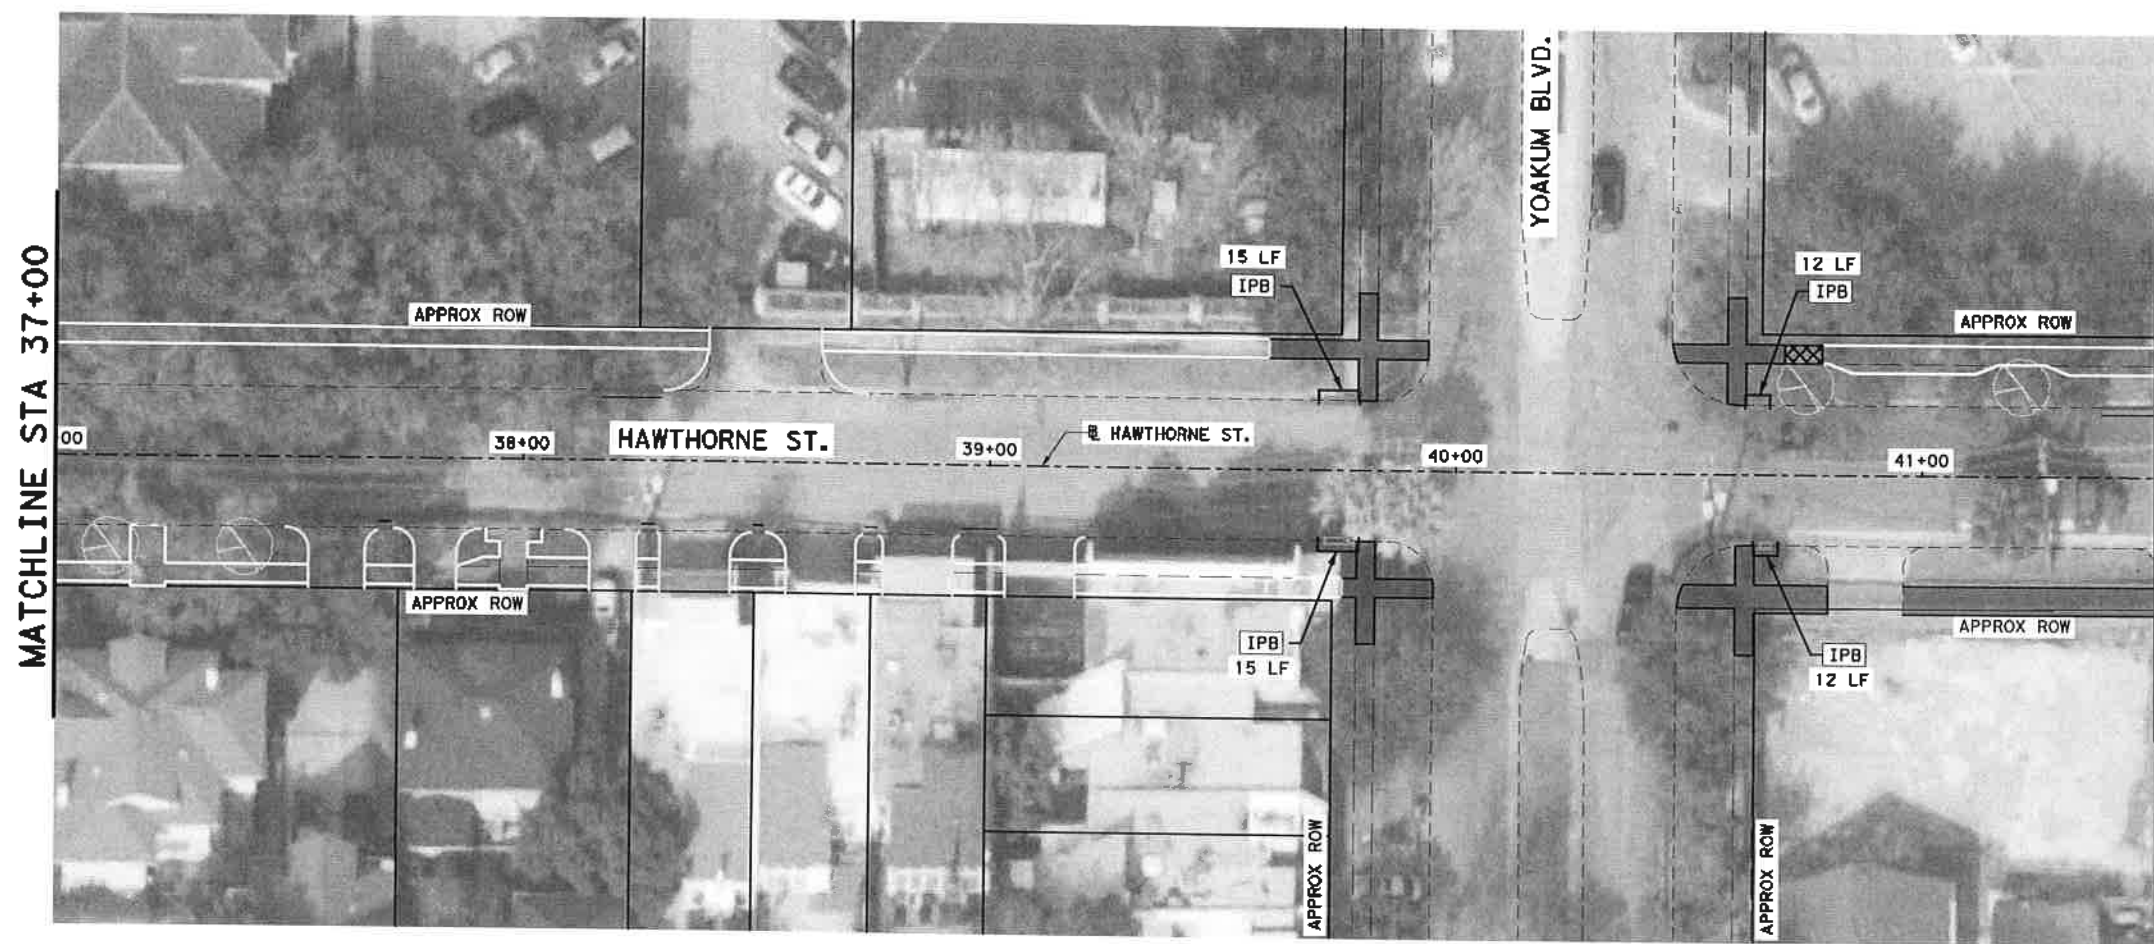 MATCHLINE STA 37+00
YOAKUM BLVD.
15 LF
IPB
12 LF
IPB
APPROX ROW
APPROX ROW
00
38+00
HAWTHORNE ST.
39+00
HAWTHORNE ST.
40+00
41+00
APPROX ROW
IPB
15 LF
APPROX ROW
IPB
12 LF
APPROX ROW
APPROX ROW